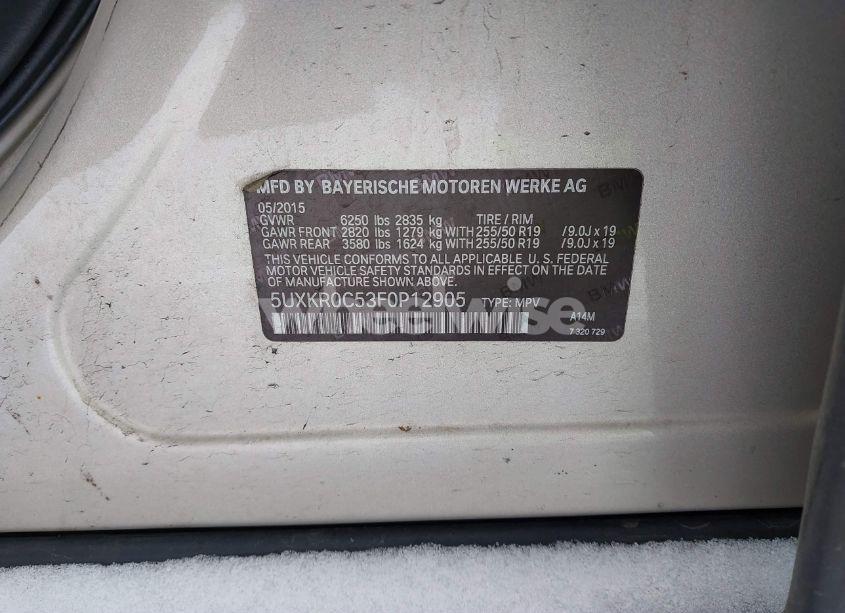 MFD BY BAYERISCHE MOTOREN WERKE AG
05/2015
GVWR 6250 lbs 2835 kg TIRE / RIM
GAWR FRONT 2820 lbs 1279 kg WITH 255/50 R19 /9.0J x 19
GAWR REAR 3580 lbs 1624 kg WITH 255/50 R19 /9.0J x 19
THIS VEHICLE CONFORMS TO ALL APPLICABLE U. S. FEDERAL
MOTOR VEHICLE SAFETY STANDARDS IN EFFECT ON THE DATE
OF MANUFACTURE SHOWN ABOVE.
5UXKR0C53F0P12905 TYPE: MPV
A14M
7 320 729